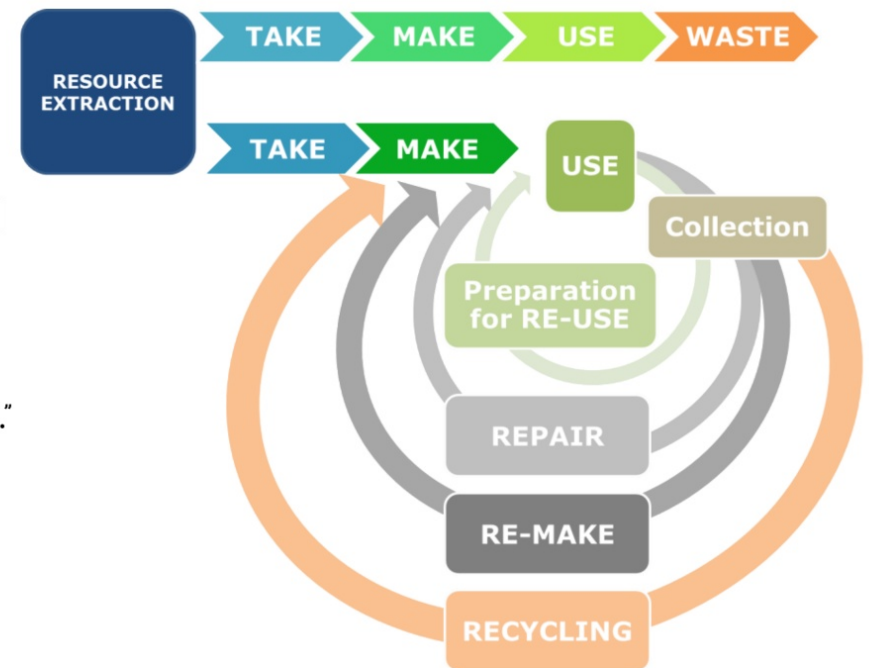 TAKE MAKE USE WASTE
RESOURCE
EXTRACTION
TAKE MAKE
USE
Collection
Preparation
for RE-USE
."
REPAIR
RE-MAKE
RECYCLING